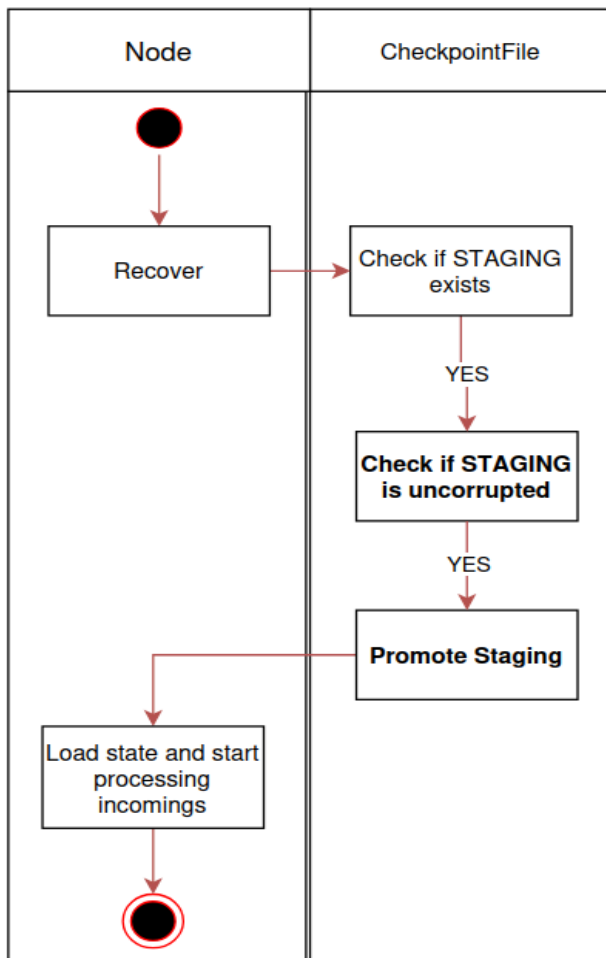 Node
CheckpointFile
Recover
Check if STAGING
exists
YES
Check if STAGING
is uncorrupted
YES
Promote Staging
Load state and start
processing
incomings